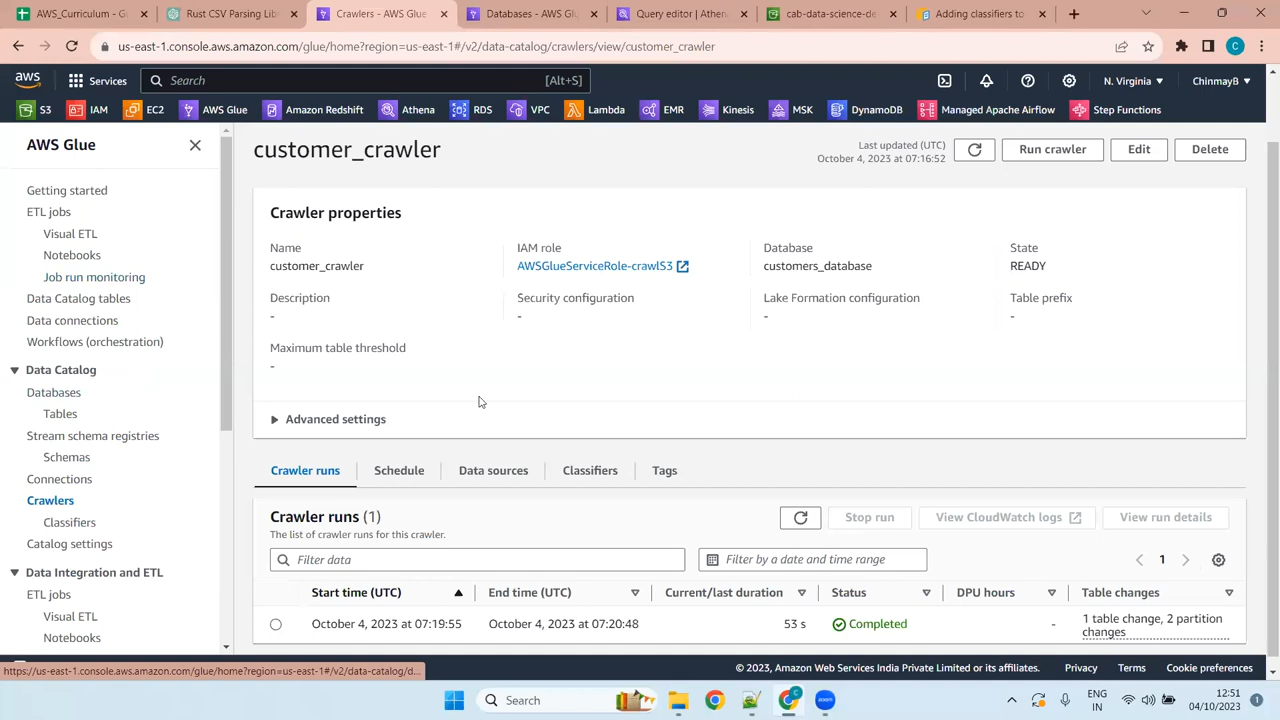 AWS_Curriculum - G
Rust CSV Parsing Lib
Crawlers - AWS Glue
Databases - AWS Glu
Query editor | Athen
cab-data-science-de
Adding classifiers to
us-east-1.console.aws.amazon.com/glue/home?region=us-east-1#/v2/data-catalog/crawlers/view/customer_crawler
C
aws
Services
Search
[Alt+S]
N. Virginia
ChinmayB
S3
IAM
EC2
AWS Glue
Amazon Redshift
Athena
RDS
VPC
Lambda
EMR
Kinesis
MSK
DynamoDB
Managed Apache Airflow
Step Functions
AWS Glue
Getting started
ETL jobs
Visual ETL
Notebooks
Job run monitoring
Data Catalog tables
Data connections
Workflows (orchestration)
Data Catalog
Databases
Tables
Stream schema registries
Schemas
Connections
Crawlers
Classifiers
Catalog settings
Data Integration and ETL
ETL jobs
Visual ETL
Notebooks
customer_crawler
Last updated (UTC)
October 4, 2023 at 07:16:52
Run crawler
Edit
Delete
Crawler properties
Name
customer_crawler
IAM role
AWSGlueServiceRole-crawlS3
Database
customers_database
State
READY
Description
-
Security configuration
-
Lake Formation configuration
-
Table prefix
-
Maximum table threshold
-
Advanced settings
Crawler runs
Schedule
Data sources
Classifiers
Tags
Crawler runs (1)
The list of crawler runs for this crawler.
Stop run
View CloudWatch logs
View run details
Filter data
Filter by a date and time range
1
Start time (UTC)
End time (UTC)
Current/last duration
Status
DPU hours
Table changes
October 4, 2023 at 07:19:55
October 4, 2023 at 07:20:48
53 s
Completed
-
1 table change, 2 partition
changes
https://us-east-1.console.aws.amazon.com/glue/home?region=us-east-1#/v2/data-catalog/d...
© 2023, Amazon Web Services India Private Limited or its affiliates.
Privacy
Terms
Cookie preferences
Search
C
zoom
ENG
IN
12:51
04/10/2023
1